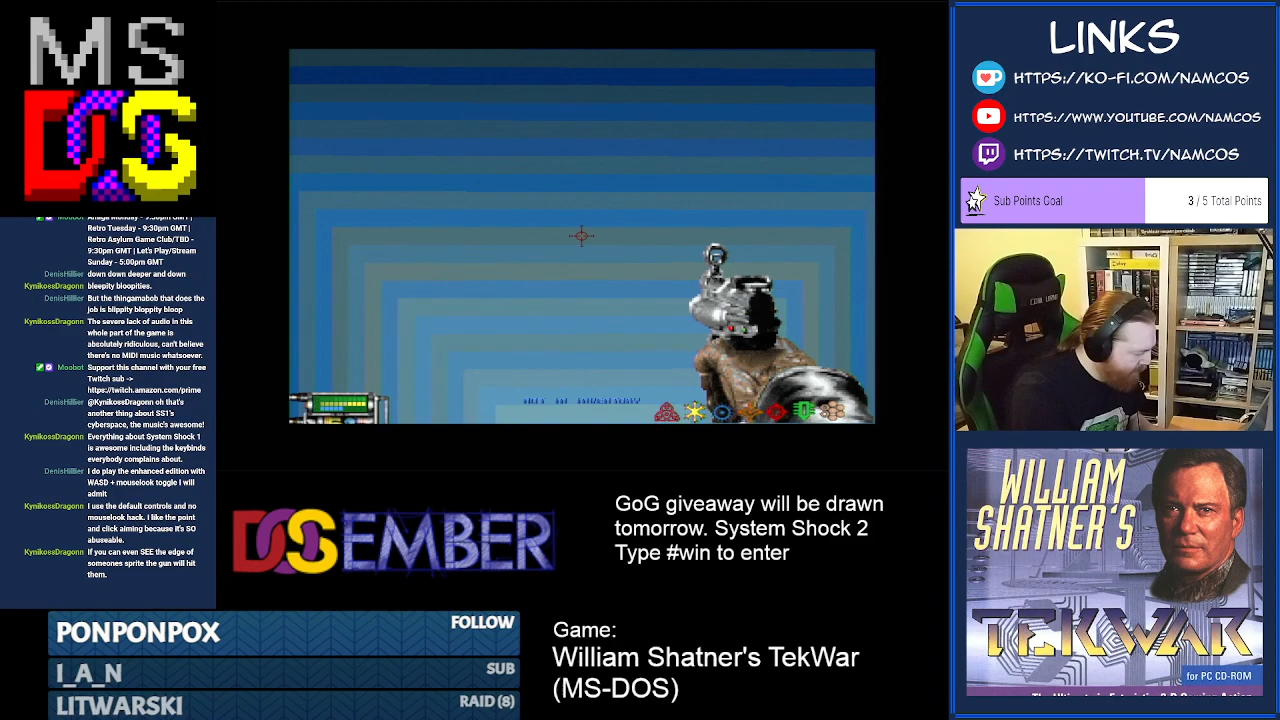 MS
DOS
Moobot
Amiga Monday - 9:30pm GMT |
Retro Tuesday - 9:30pm GMT |
Retro Asylum Game Club/TBD -
9:30pm GMT | Let's Play/Stream
Sunday - 5:00pm GMT
DenisHillier down down deeper and down
KynikossDragonn bleepity bloopities.
DenisHillier But the thingamabob that does the
job is blippity bloppity bloop
KynikossDragonn The severe lack of audio in this
whole part of the game is
absolutely ridiculous, can't believe
there's no MIDI music whatsoever.
Moobot Support this channel with your free
Twitch sub ->
https://twitch.amazon.com/prime
DenisHillier @KynikossDragonn oh that's
another thing about SS1's
cyberspace, the music's awesome!
KynikossDragonn Everything about System Shock 1
is awesome including the keybinds
everybody complains about.
DenisHillier I do play the enhanced edition with
WASD + mouselook toggle I will
admit
KynikossDragonn I use the default controls and no
mouselook hack. I like the point
and click aiming because it's SO
abuseable.
KynikossDragonn If you can even SEE the edge of
someones sprite the gun will hit
them.
DOSEMBER
GoG giveaway will be drawn
tomorrow. System Shock 2
Type #win to enter
PONPONPOX FOLLOW
I_A_N SUB
LITWARSKI RAID (8)
Game:
William Shatner's TekWar
(MS-DOS)
LINKS
HTTPS://KO-FI.COM/NAMCOS
HTTPS://WWW.YOUTUBE.COM/NAMCOS
HTTPS://TWITCH.TV/NAMCOS
Sub Points Goal 3 / 5 Total Points
WILLIAM
SHATNER'S
TEKWAR
for PC CD-ROM